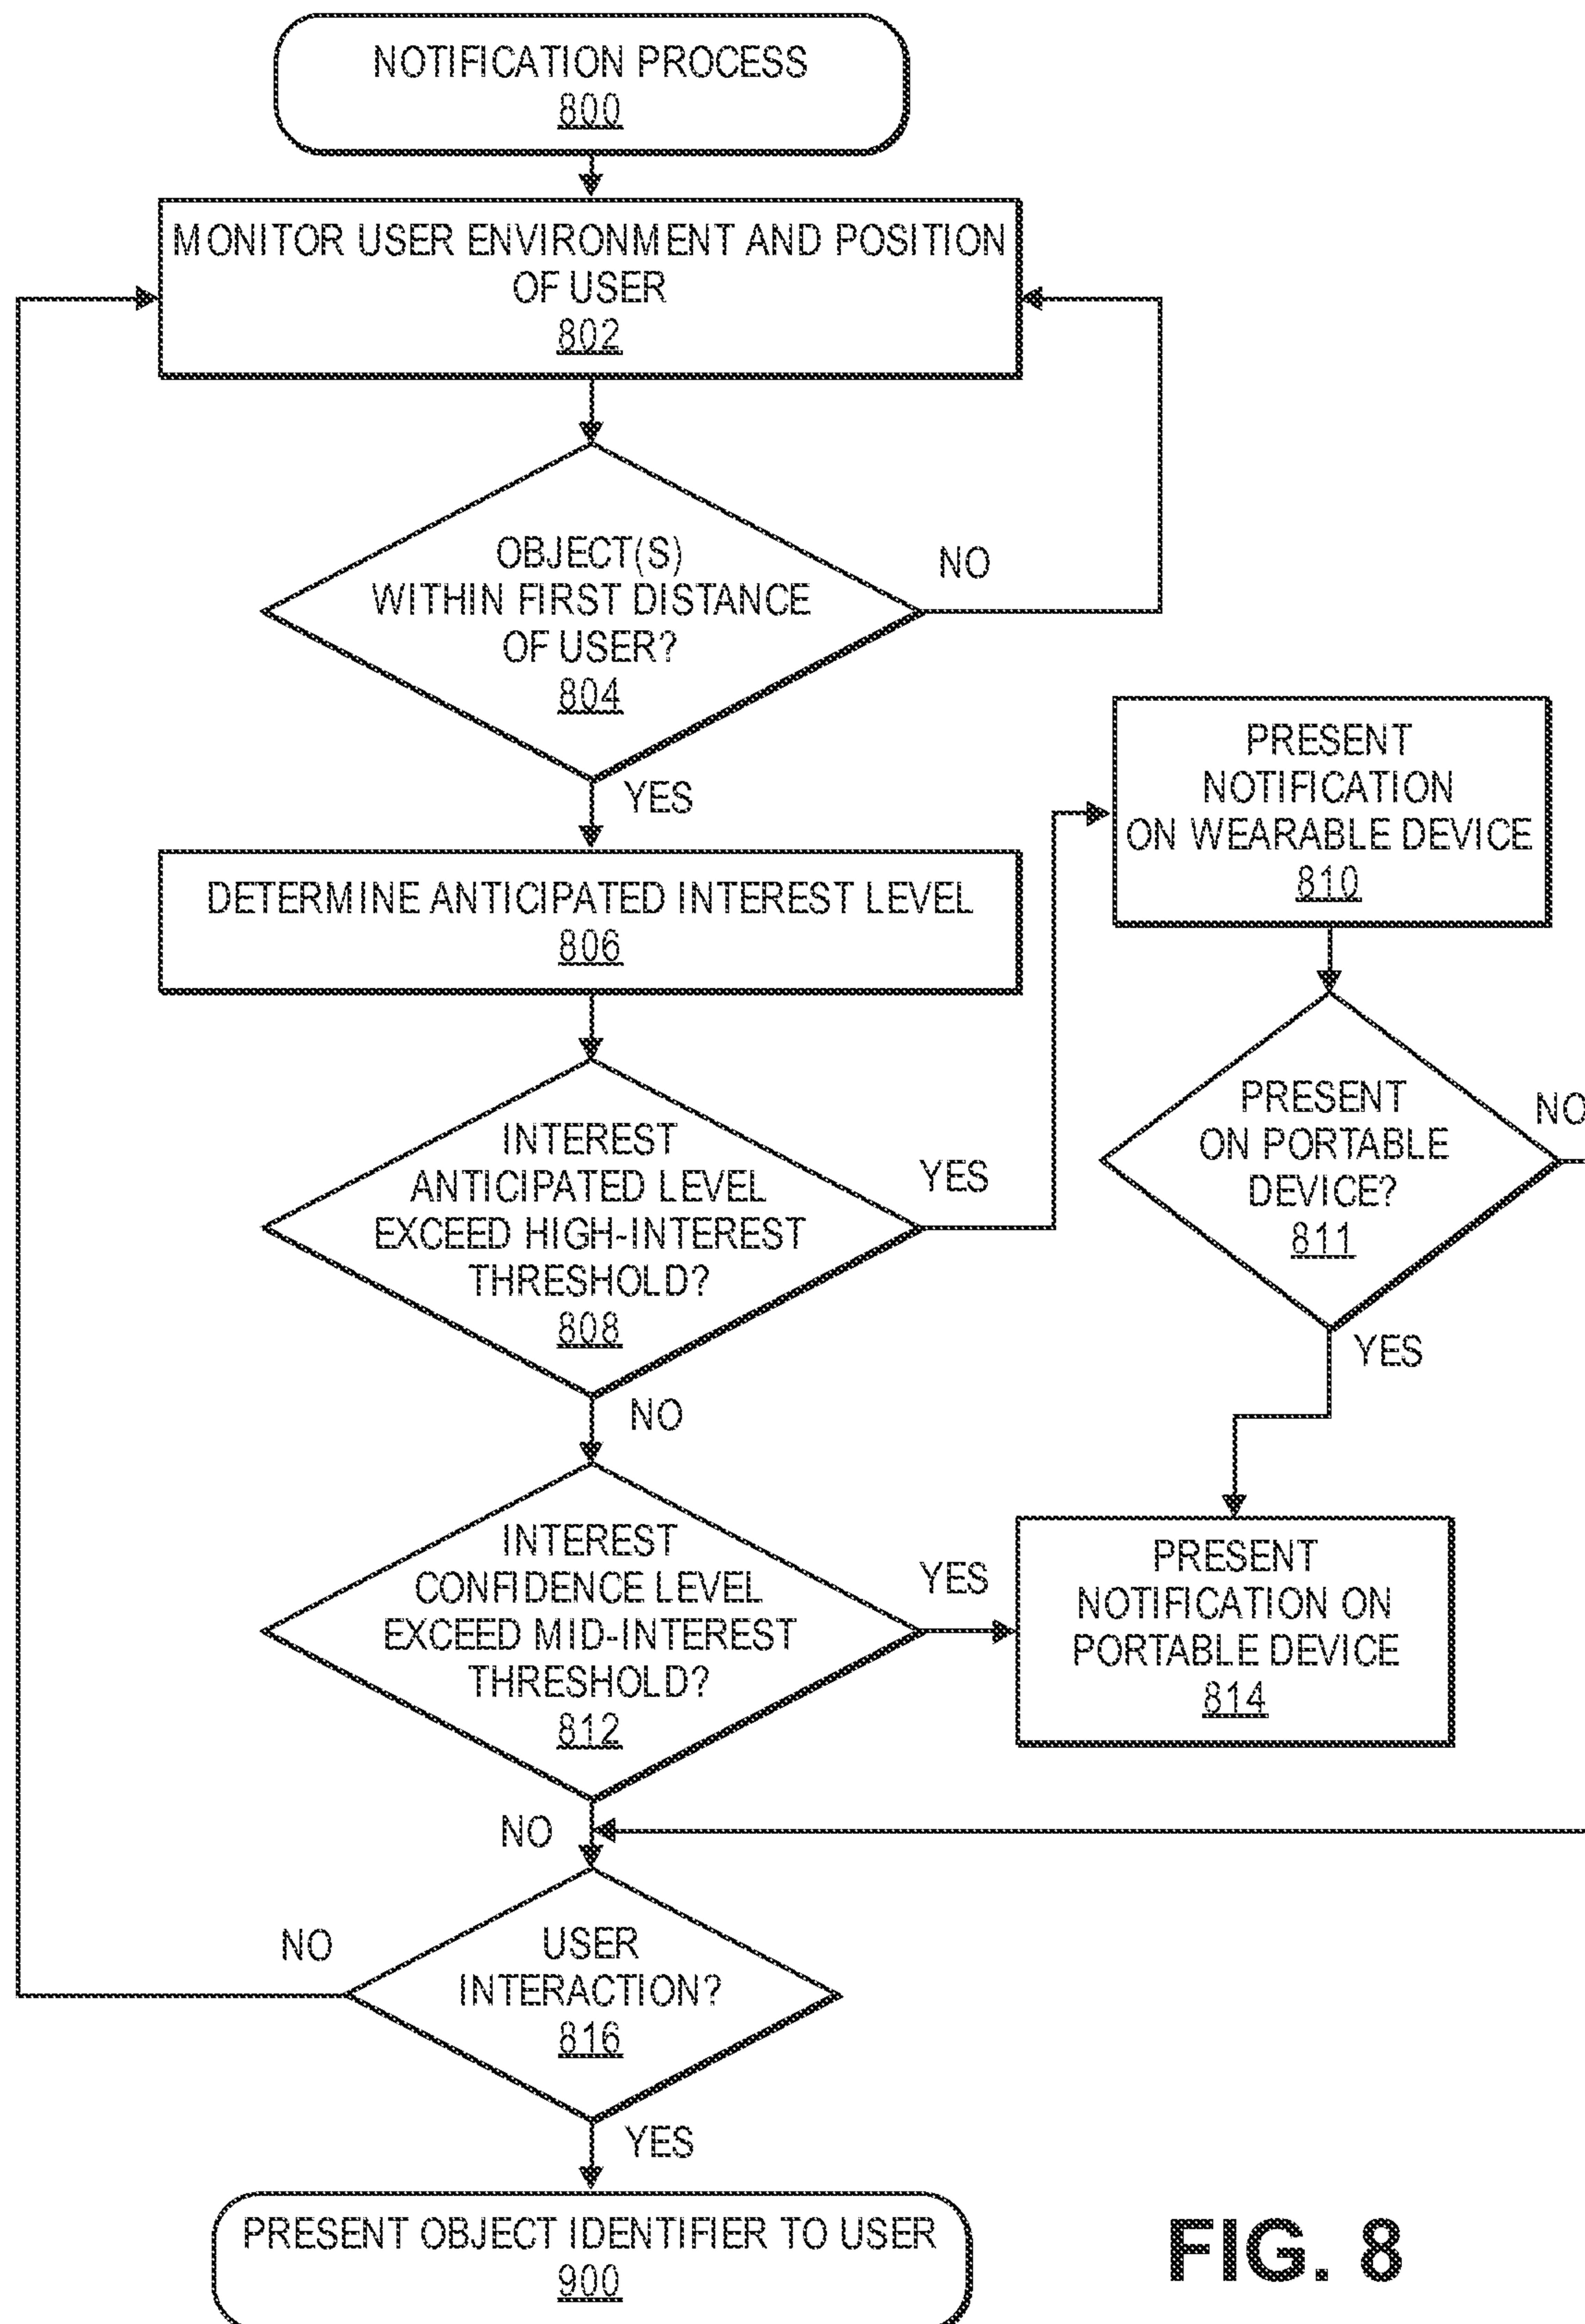 NOTIFICATION PROCESS
800
MONITOR USER ENVIRONMENT AND POSITION
OF USER
802
OBJECT(S)
WITHIN FIRST DISTANCE
OF USER?
804
NO
YES
DETERMINE ANTICIPATED INTEREST LEVEL
806
INTEREST
ANTICIPATED LEVEL
EXCEED HIGH-INTEREST
THRESHOLD?
808
YES
NO
PRESENT
NOTIFICATION
ON WEARABLE DEVICE
810
PRESENT
ON PORTABLE
DEVICE?
811
NO
YES
INTEREST
CONFIDENCE LEVEL
EXCEED MID-INTEREST
THRESHOLD?
812
YES
PRESENT
NOTIFICATION ON
PORTABLE DEVICE
814
NO
USER
INTERACTION?
816
NO
YES
PRESENT OBJECT IDENTIFIER TO USER
900
FIG. 8